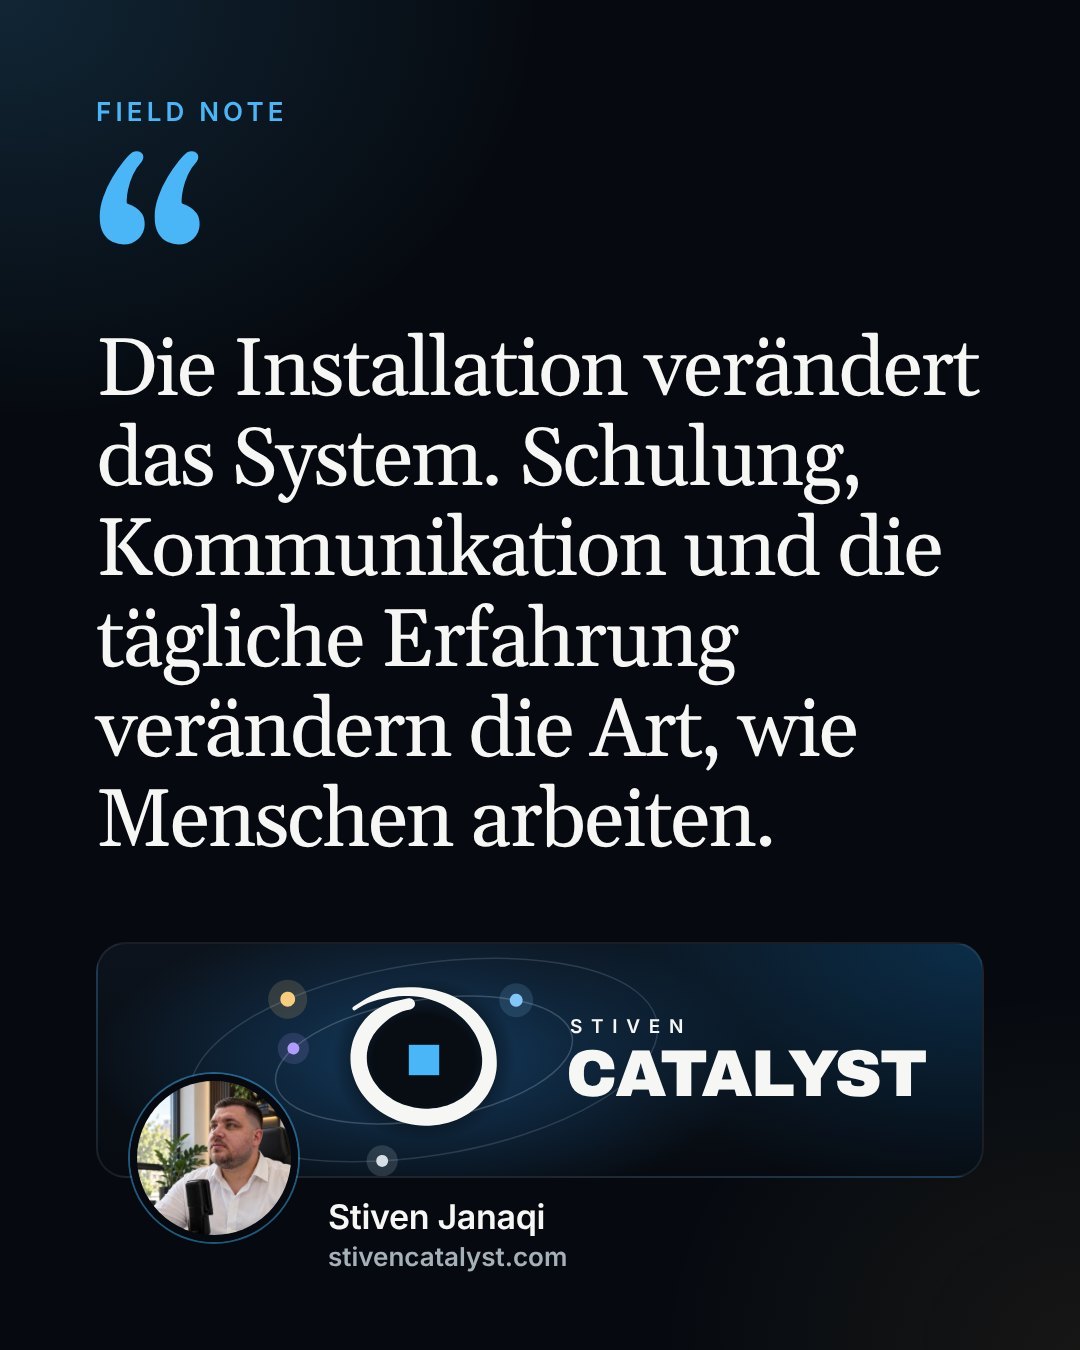 FIELD NOTE
“
Die Installation verändert
das System. Schulung,
Kommunikation und die
tägliche Erfahrung
verändern die Art, wie
Menschen arbeiten.
STIVEN
CATALYST
Stiven Janaqi
stivencatalyst.com